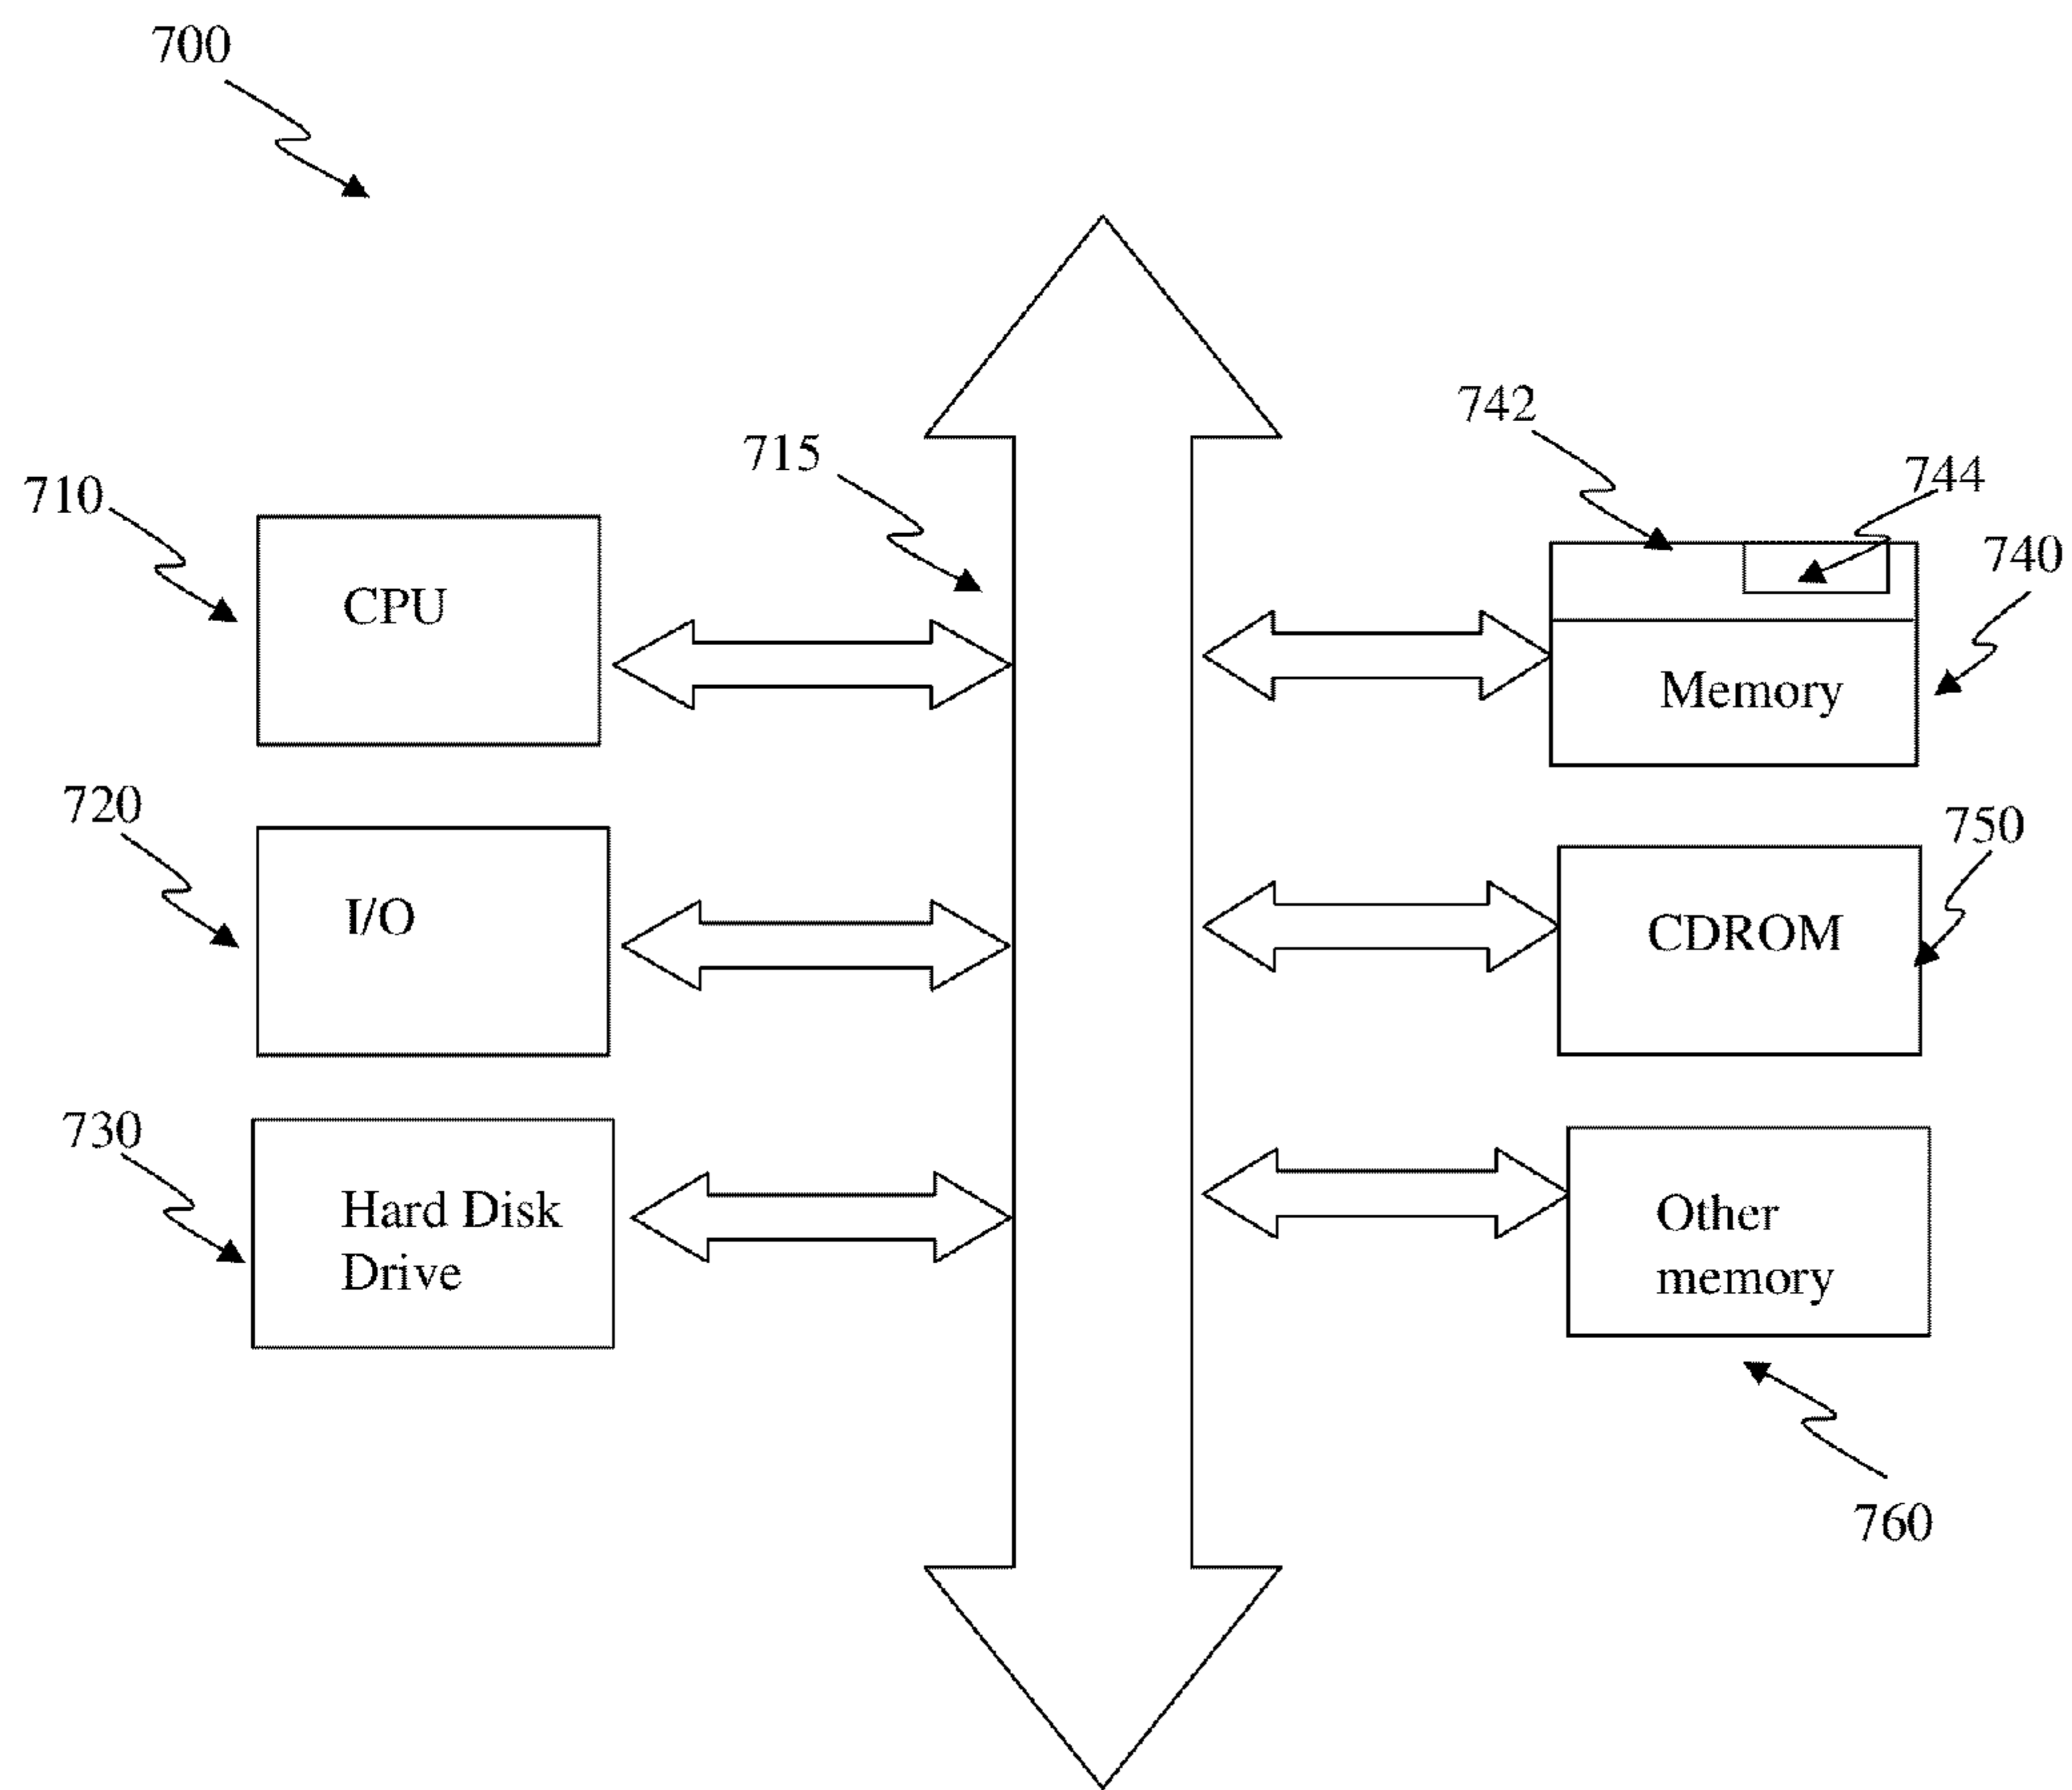 700
742
715
744
710
740
CPU
Memory
720
750
I/O
CDROM
730
Hard Disk
Drive
Other
memory
760